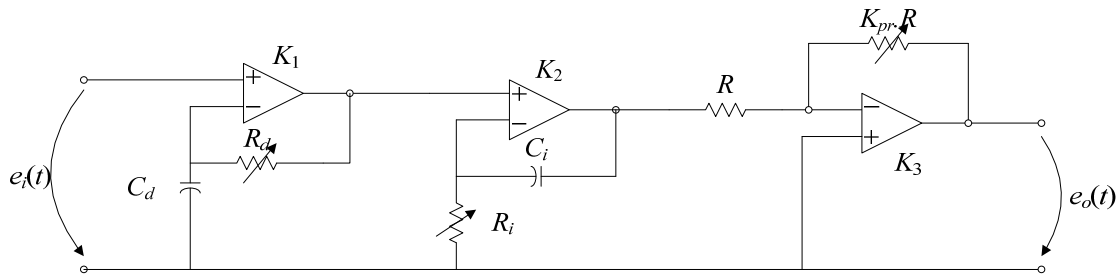 K1
Rd
Cd
ei(t)
K2
Ci
Ri
R
Kpr.R
K3
eo(t)